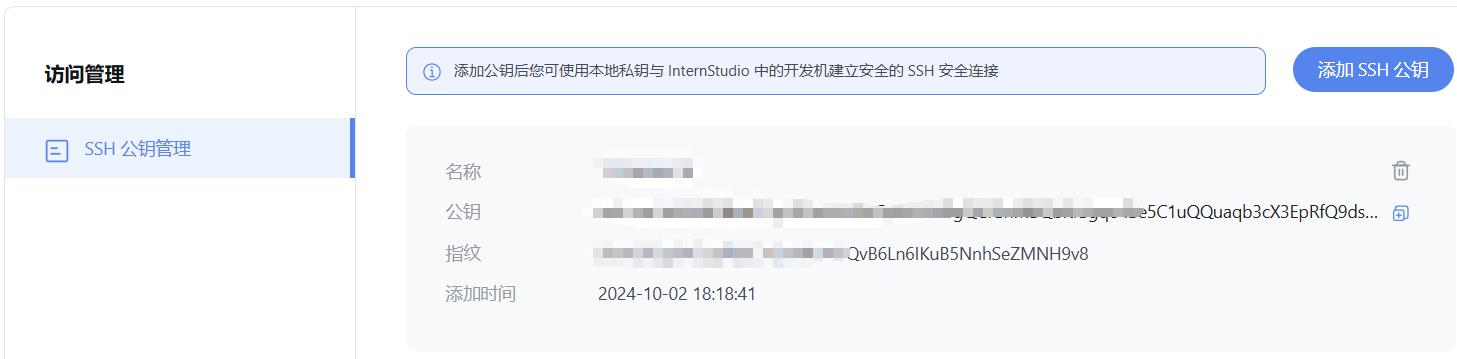 访问管理
SSH 公钥管理
添加公钥后您可使用本地私钥与 InternStudio 中的开发机建立安全的 SSH 安全连接
添加 SSH 公钥
名称
公钥 e5C1uQQuaqb3cX3EpRfQ9ds...
指纹 QvB6Ln6IKuB5NnhSeZMNH9v8
添加时间 2024-10-02 18:18:41